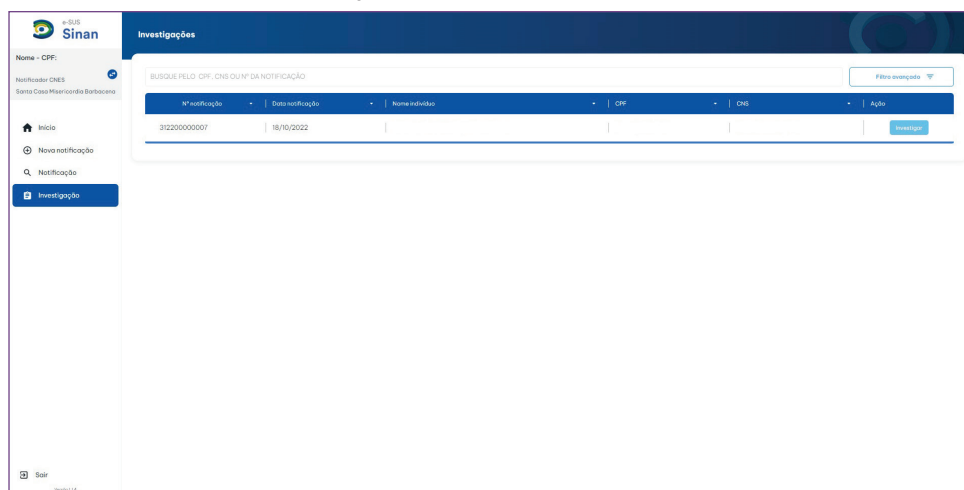 e-SUS
Sinan
Investigações
Nome - CPF:
Notificador CNES
Santa Casa Misericordia Barbacena
BUSQUE PELO CPF, CNS OU Nº DA NOTIFICAÇÃO
Filtro avançado
Nº notificação Data notificação Nome indivíduo CPF CNS Ação
312200000007 18/10/2022 Investigar
Início
Nova notificação
Notificação
Investigação
Sair